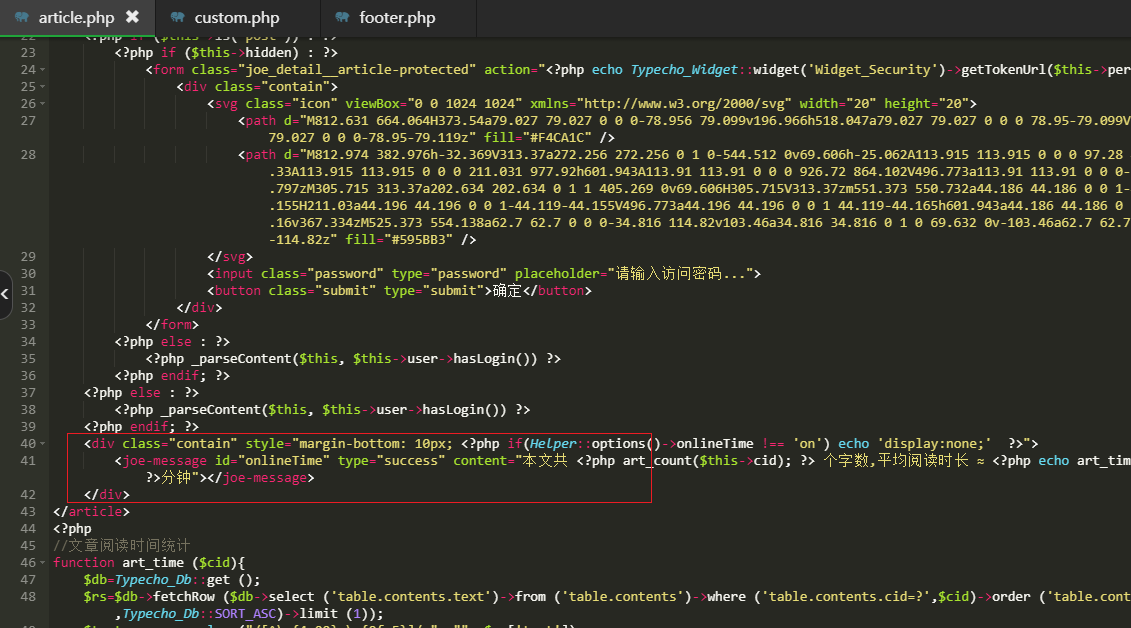 article.php ✖ custom.php footer.php
22 <?php if ($this->is('post')) : ?>
23 <?php if ($this->hidden) : ?>
24 <form class="joe_detail__article-protected" action="<?php echo Typecho_Widget::widget('Widget_Security')->getTokenUrl($this->per
25 <div class="contain">
26 <svg class="icon" viewBox="0 0 1024 1024" xmlns="http://www.w3.org/2000/svg" width="20" height="20">
27 <path d="M812.631 664.064H373.54a79.027 79.027 0 0 0-78.956 79.099v196.966h518.047a79.027 79.027 0 0 0 78.95-79.099V
79.027 0 0 0-78.95-79.119z" fill="#F4CA1C" />
28 <path d="M812.974 382.976h-32.369V313.37a272.256 272.256 0 1 0-544.512 0v69.606h-25.062A113.915 113.915 0 0 0 97.28
.33A113.915 113.915 0 0 0 211.031 977.92h601.943A113.91 113.91 0 0 0 926.72 864.102V496.773a113.91 113.91 0 0 0-
.797zM305.715 313.37a202.634 202.634 0 1 1 405.269 0v69.606H305.715V313.37zm551.373 550.732a44.186 44.186 0 0 1-
.155H211.03a44.196 44.196 0 0 1-44.119-44.155V496.773a44.196 44.196 0 0 1 44.119-44.165h601.943a44.186 44.186 0
.16v367.334zM525.373 554.138a62.7 62.7 0 0 0-34.816 114.82v103.46a34.816 34.816 0 1 0 69.632 0v-103.46a62.7 62.7
-114.82z" fill="#595BB3" />
29 </svg>
30 <input class="password" type="password" placeholder="请输入访问密码...">
31 <button class="submit" type="submit">确定</button>
32 </div>
33 </form>
34 <?php else : ?>
35 <?php _parseContent($this, $this->user->hasLogin()) ?>
36 <?php endif; ?>
37 <?php else : ?>
38 <?php _parseContent($this, $this->user->hasLogin()) ?>
39 <?php endif; ?>
40 <div class="contain" style="margin-bottom: 10px; <?php if(Helper::options()->onlineTime !== 'on') echo 'display:none;' ?>">
41 <joe-message id="onlineTime" type="success" content="本文共 <?php art_count($this->cid); ?> 个字数,平均阅读时长 ≈ <?php echo art_tim
?>分钟"></joe-message>
42 </div>
43 </article>
44 <?php
45 //文章阅读时间统计
46 function art_time ($cid){
47 $db=Typecho_Db::get ();
48 $rs=$db->fetchRow ($db->select ('table.contents.text')->from ('table.contents')->where ('table.contents.cid=?',$cid)->order ('table.cont
,Typecho_Db::SORT_ASC)->limit (1));